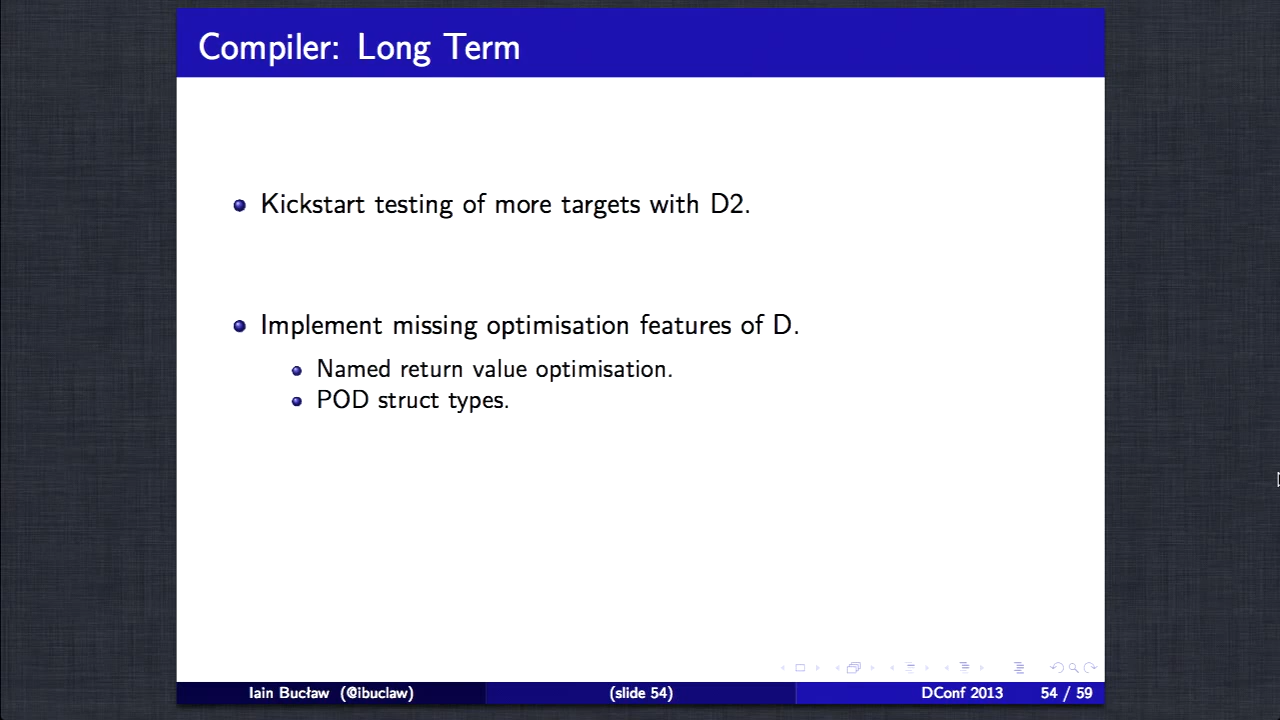 Compiler: Long Term
Kickstart testing of more targets with D2.
Implement missing optimisation features of D.
Named return value optimisation.
POD struct types.
Iain Bucław (@ibuclaw) (slide 54) DConf 2013 54 / 59